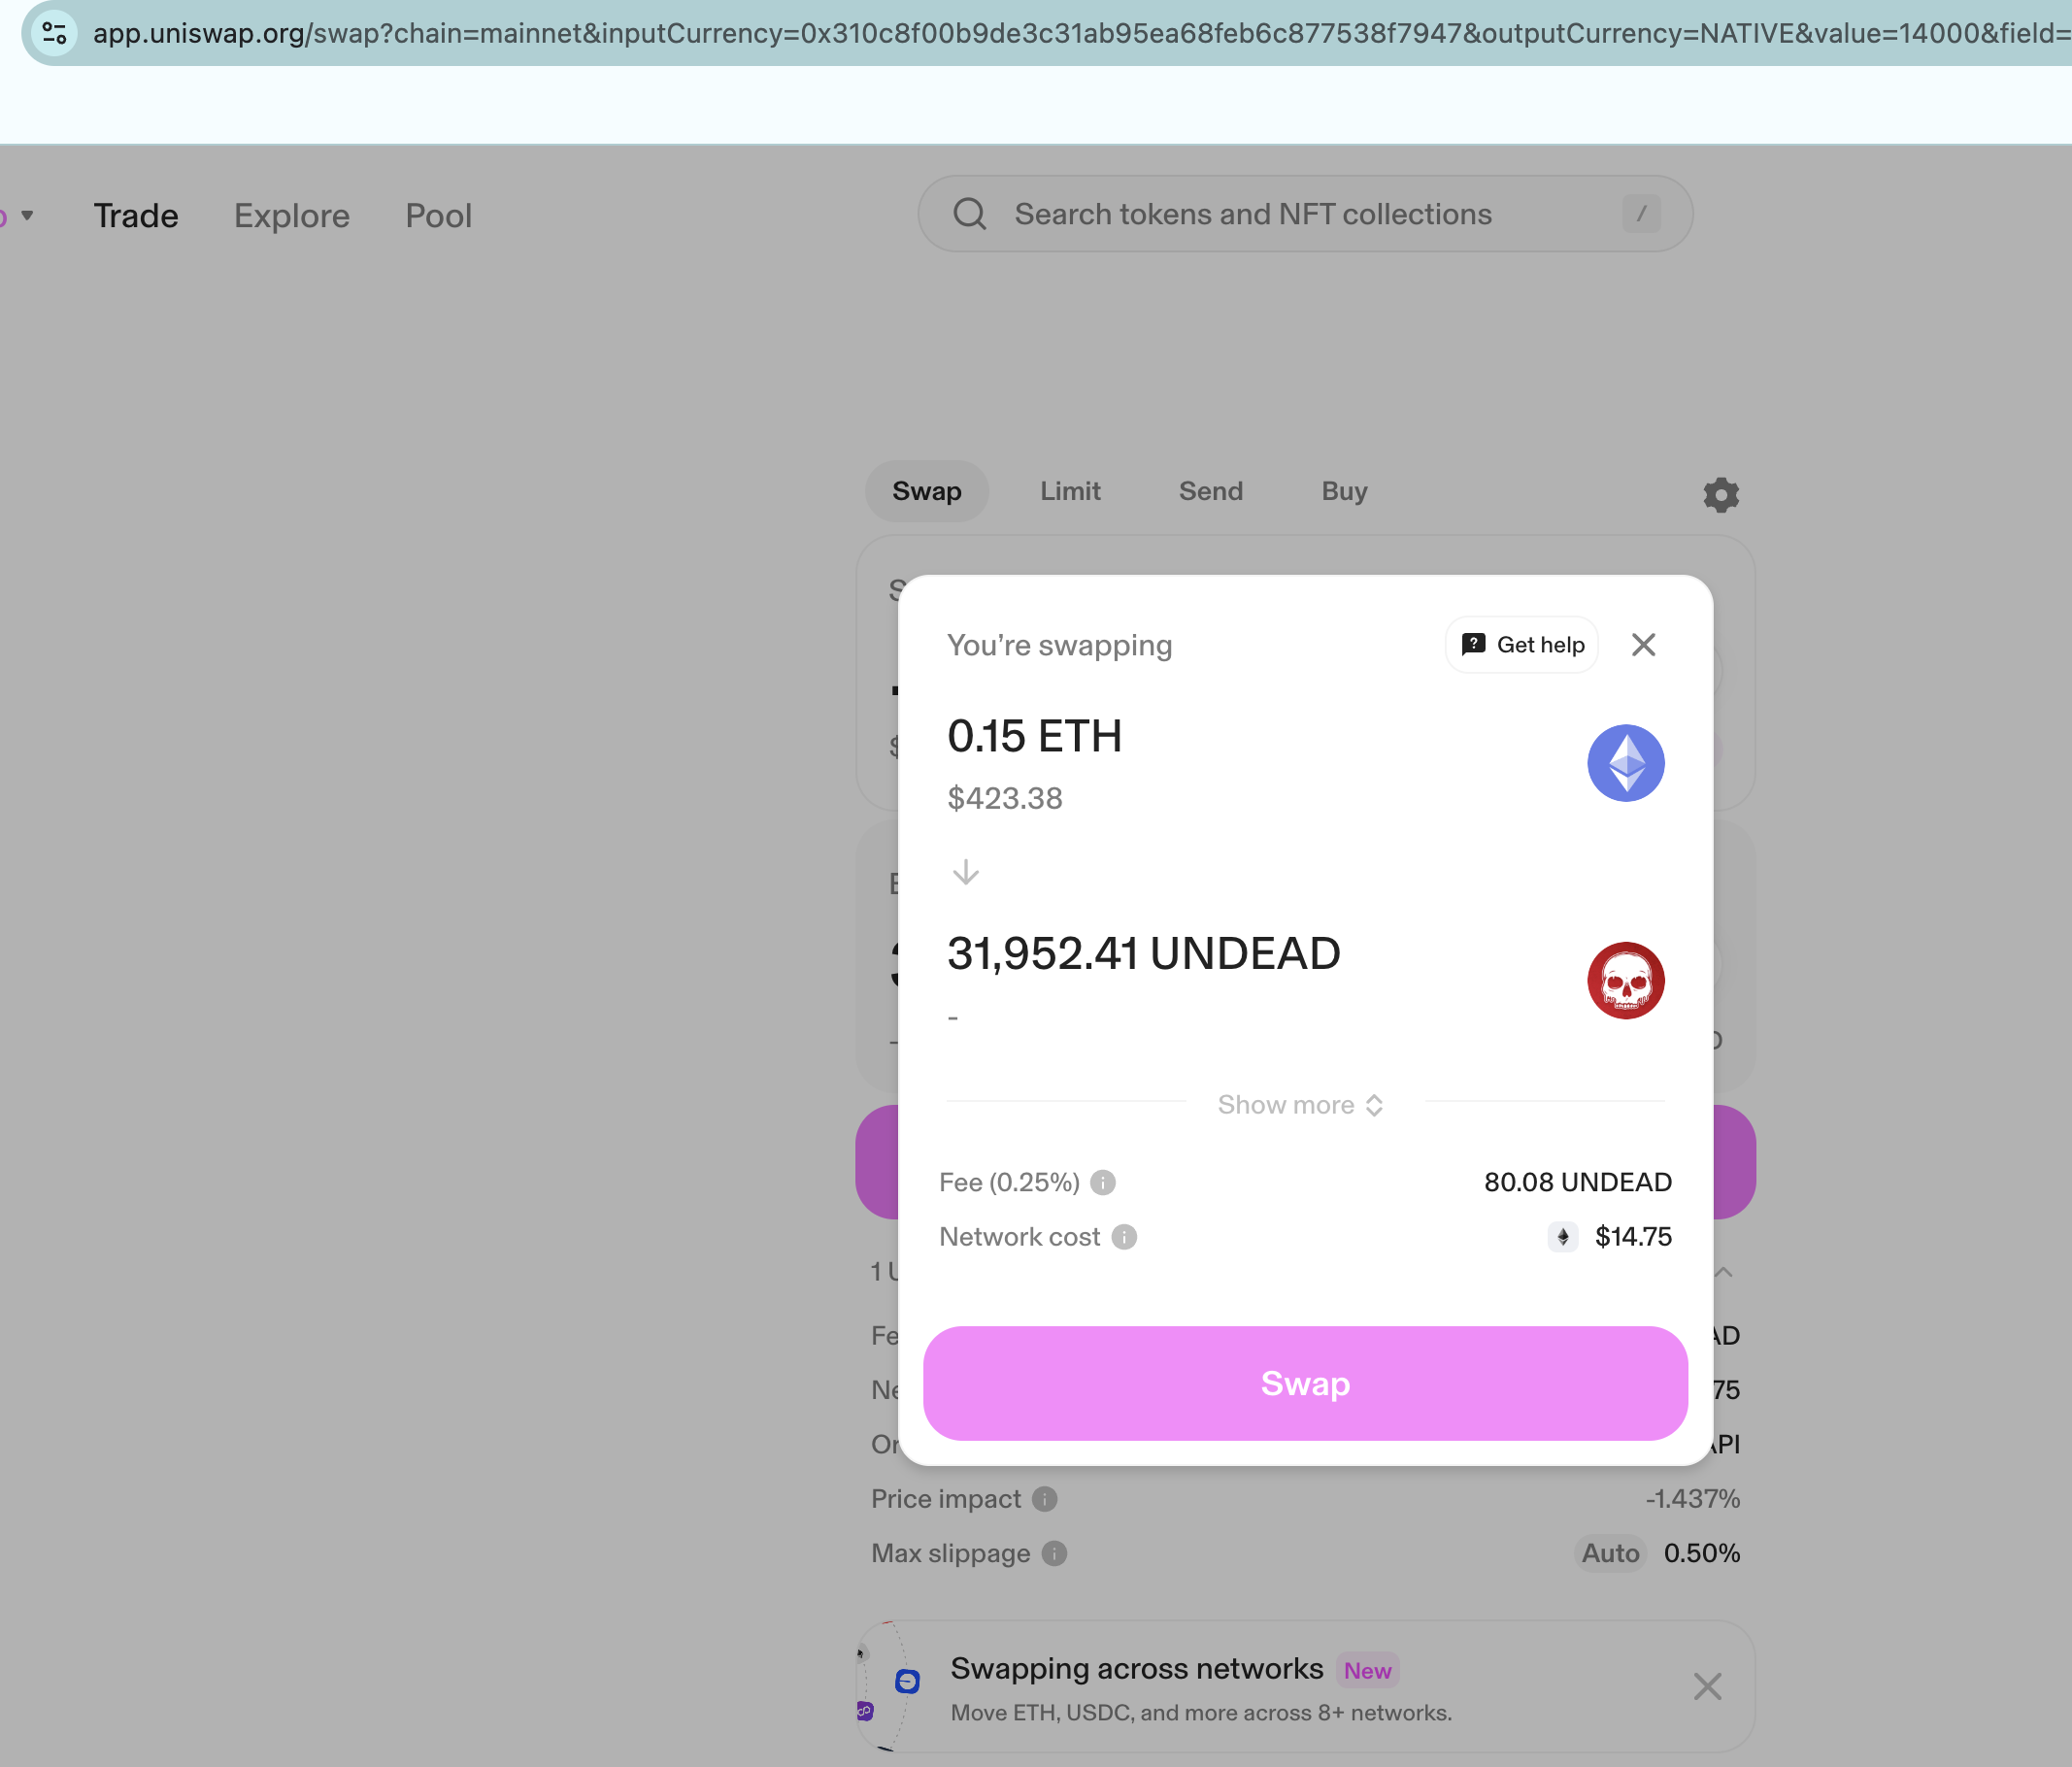 app.uniswap.org/swap?chain=mainnet&inputCurrency=0x310c8f00b9de3c31ab95ea68feb6c877538f7947&outputCurrency=NATIVE&value=14000&field=
Trade Explore Pool
Search tokens and NFT collections /
Swap Limit Send Buy
You’re swapping
Get help
0.15 ETH
$423.38
31,952.41 UNDEAD
-
Show more
Fee (0.25%) 80.08 UNDEAD
Network cost $14.75
Swap
Price impact -1.437%
Max slippage Auto 0.50%
Swapping across networks New
Move ETH, USDC, and more across 8+ networks.